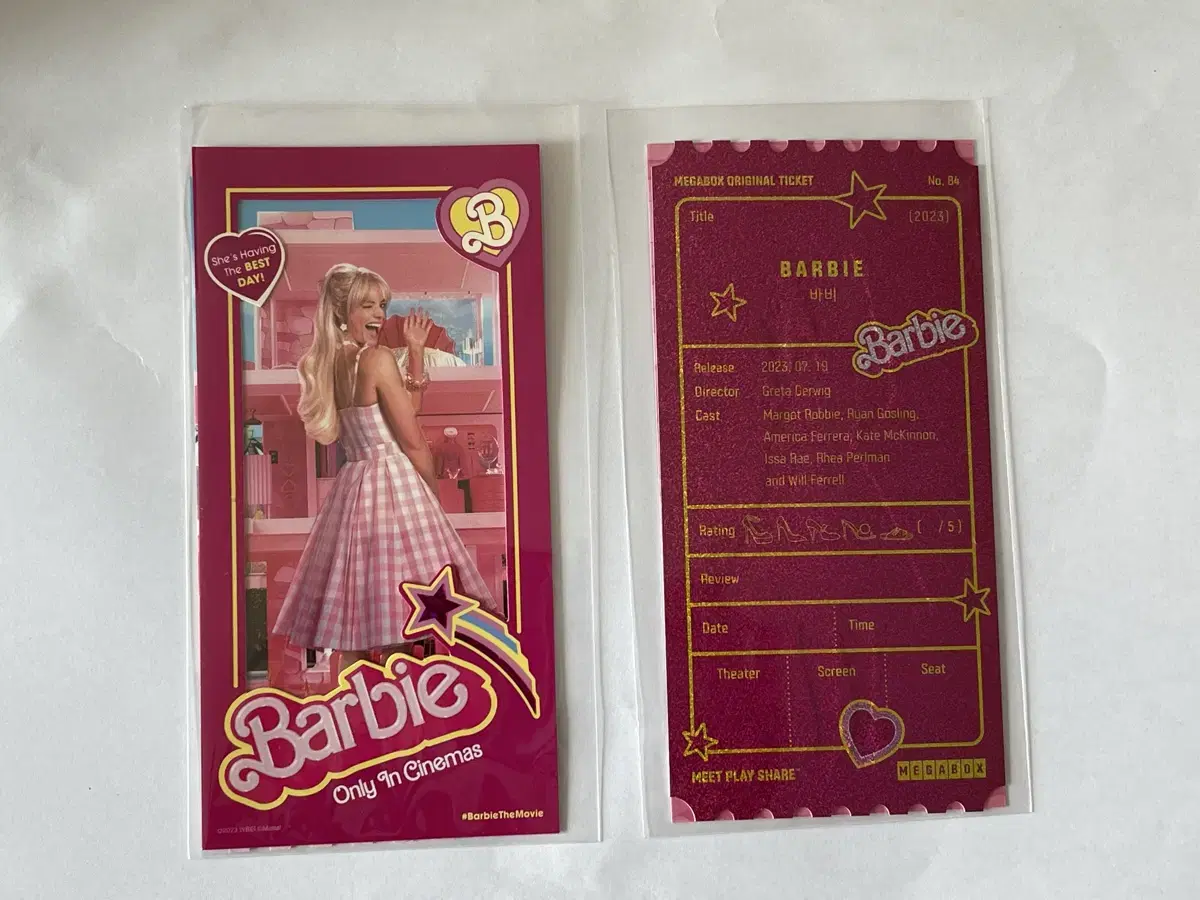 She's Having
The BEST
DAY!
B
Barbie
Only In Cinemas
#BarbieTheMovie
MEGABOX ORIGINAL TICKET
No. 84
Title
(2023)
BARBIE
바비
Barbie
Release 2023. 07. 19
Director Greta Gerwig
Cast Margot Robbie, Ryan Gosling,
America Ferrera, Kate McKinnon,
Issa Rae, Rhea Perlman
and Will Ferrell
Rating ( /5)
Review
Date Time
Theater Screen Seat
MEET PLAY SHARE™
MEGABOX